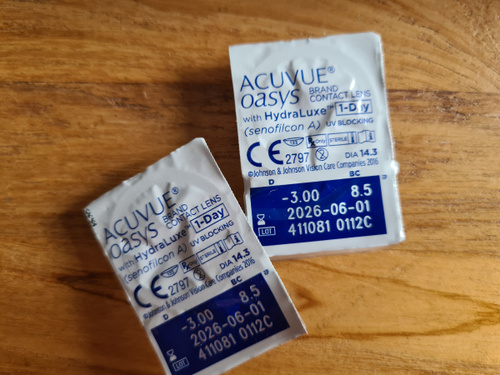 ACUVUE®
oasys BRAND CONTACT LENS
with HydraLuxe™ 1-Day
(senofilcon A) UV BLOCKING
CE 2797 DIA 14.3
©Johnson & Johnson Vision Care Companies 2016
D BC
-3.00 8.5
2026-06-01
LOT 411081 0112C
ACUVUE®
oasys BRAND CONTACT LENS
with HydraLuxe™ 1-Day
(senofilcon A) UV BLOCKING
CE 2797 DIA 14.3
©Johnson & Johnson Vision Care Companies 2016
D BC
-3.00 8.5
2026-06-01
LOT 411081 0112C